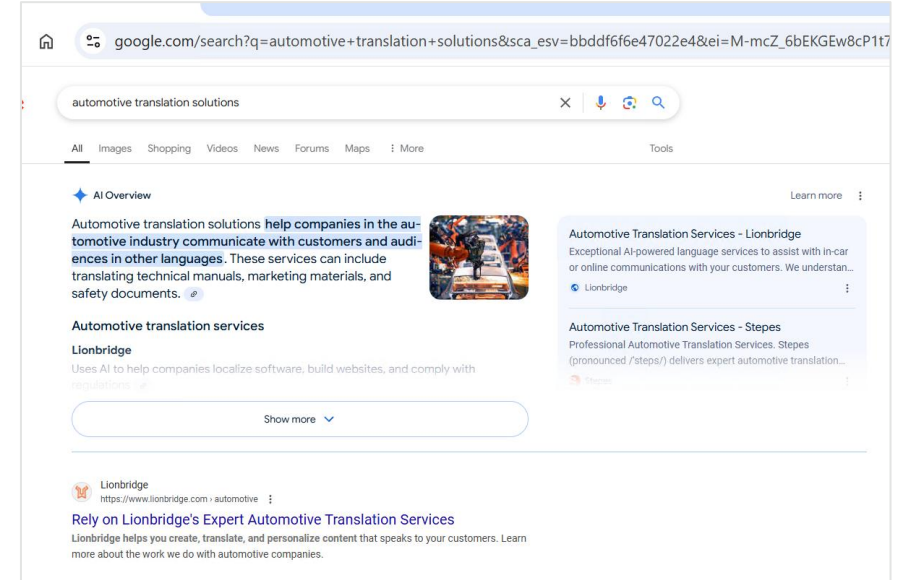 google.com/search?q=automotive+translation+solutions&sca_esv=bbddf6f6e47022e4&ei=M-mcZ_6bEKGEw8cP1t7
automotive translation solutions
All Images Shopping Videos News Forums Maps More Tools
AI Overview
Learn more
Automotive translation solutions help companies in the au-
tomotive industry communicate with customers and audi-
ences in other languages. These services can include
translating technical manuals, marketing materials, and
safety documents.
Automotive translation services
Lionbridge
Uses AI to help companies localize software, build websites, and comply with
regulations
Show more
Automotive Translation Services - Lionbridge
Exceptional AI-powered language services to assist with in-car
or online communications with your customers. We understan...
Lionbridge
Automotive Translation Services - Stepes
Professional Automotive Translation Services. Stepes
(pronounced /'steps/) delivers expert automotive translation...
Stepes
Lionbridge
https://www.lionbridge.com › automotive
Rely on Lionbridge's Expert Automotive Translation Services
Lionbridge helps you create, translate, and personalize content that speaks to your customers. Learn
more about the work we do with automotive companies.